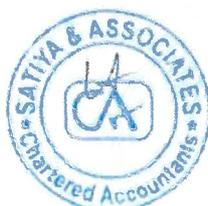 SATIYA & ASSOCIATES
CA
Chartered Accountants